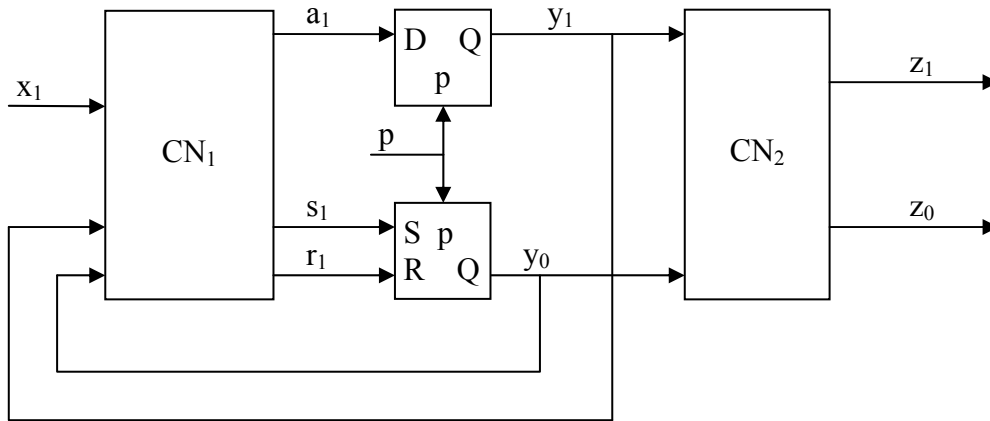 a₁
D Q
y₁
p
x₁
z₁
p
CN₁
CN₂
s₁
S p
z₀
r₁
R Q
y₀